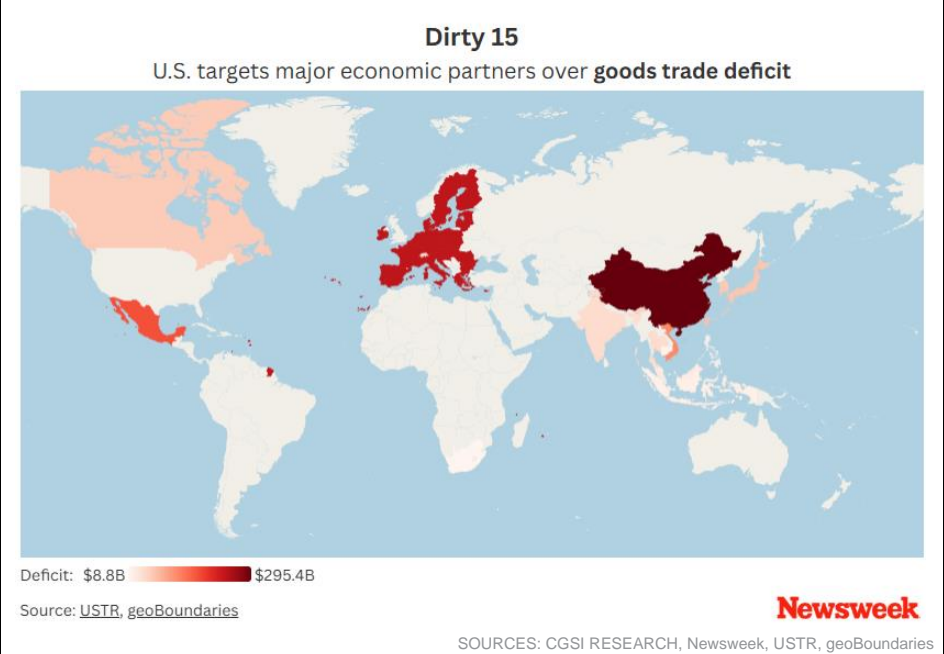 Dirty 15
U.S. targets major economic partners over goods trade deficit
Deficit: $8.8B $295.4B
Source: USTR, geoBoundaries
Newsweek
SOURCES: CGSI RESEARCH, Newsweek, USTR, geoBoundaries